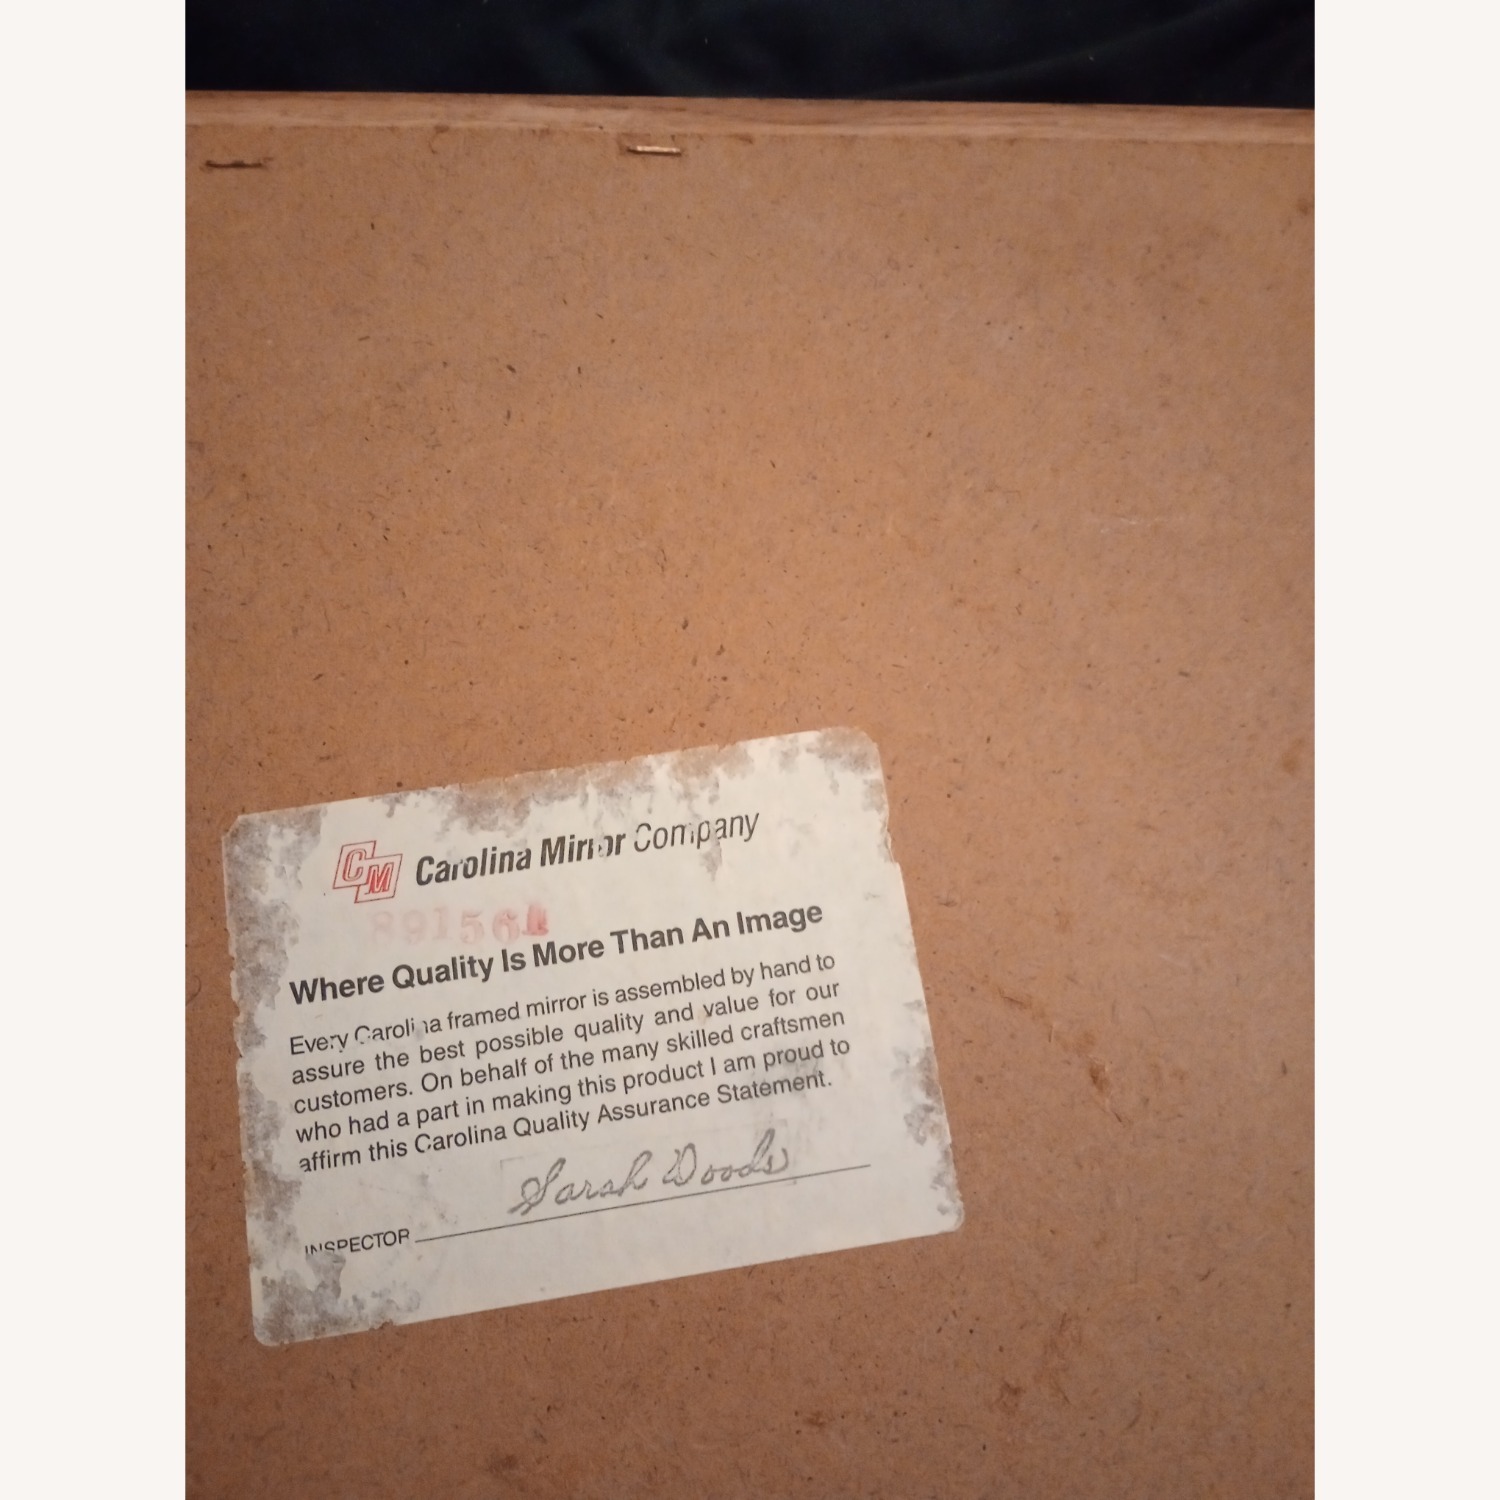 CM Carolina Mirror Company
Where Quality Is More Than An Image
Every Carolina framed mirror is assembled by hand to
assure the best possible quality and value for our
customers. On behalf of the many skilled craftsmen
who had a part in making this product I am proud to
affirm this Carolina Quality Assurance Statement.
Sarah Woods
INSPECTOR